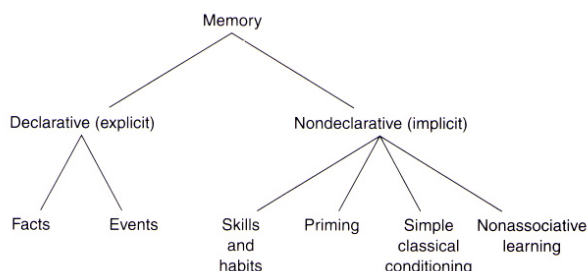 Memory
Declarative (explicit)
Nondeclarative (implicit)
Facts
Events
Skills
and
habits
Priming
Simple
classical
conditioning
Nonassociative
learning